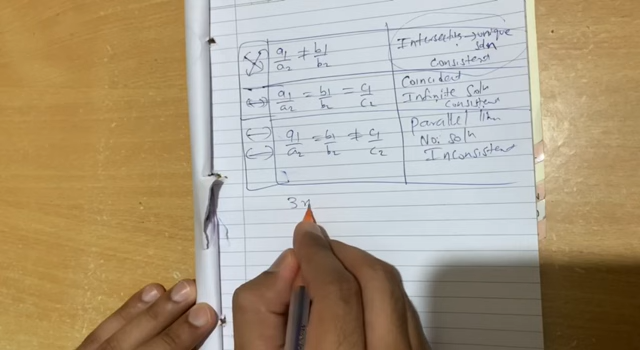 a1/a2 ≠ b1/b2
Intersecting → unique
soln
consistent
a1/a2 = b1/b2 = c1/c2
Coincident
Infinite soln
consistent
a1/a2 = b1/b2 ≠ c1/c2
Parallel
No. soln
Inconsistent
3x